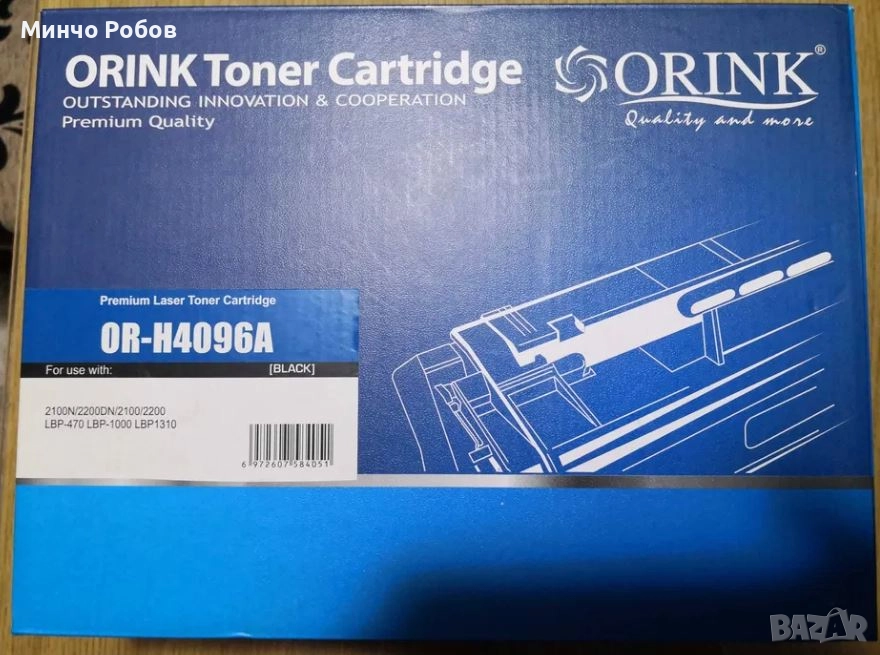 Минчо Робов
ORINK Toner Cartridge
OUTSTANDING INNOVATION & COOPERATION
Premium Quality
ORINK®
Quality and more
Premium Laser Toner Cartridge
OR-H4096A
For use with: [BLACK]
2100N/2200DN/2100/2200
LBP-470 LBP-1000 LBP1310
6 972607 584051
BAZAR